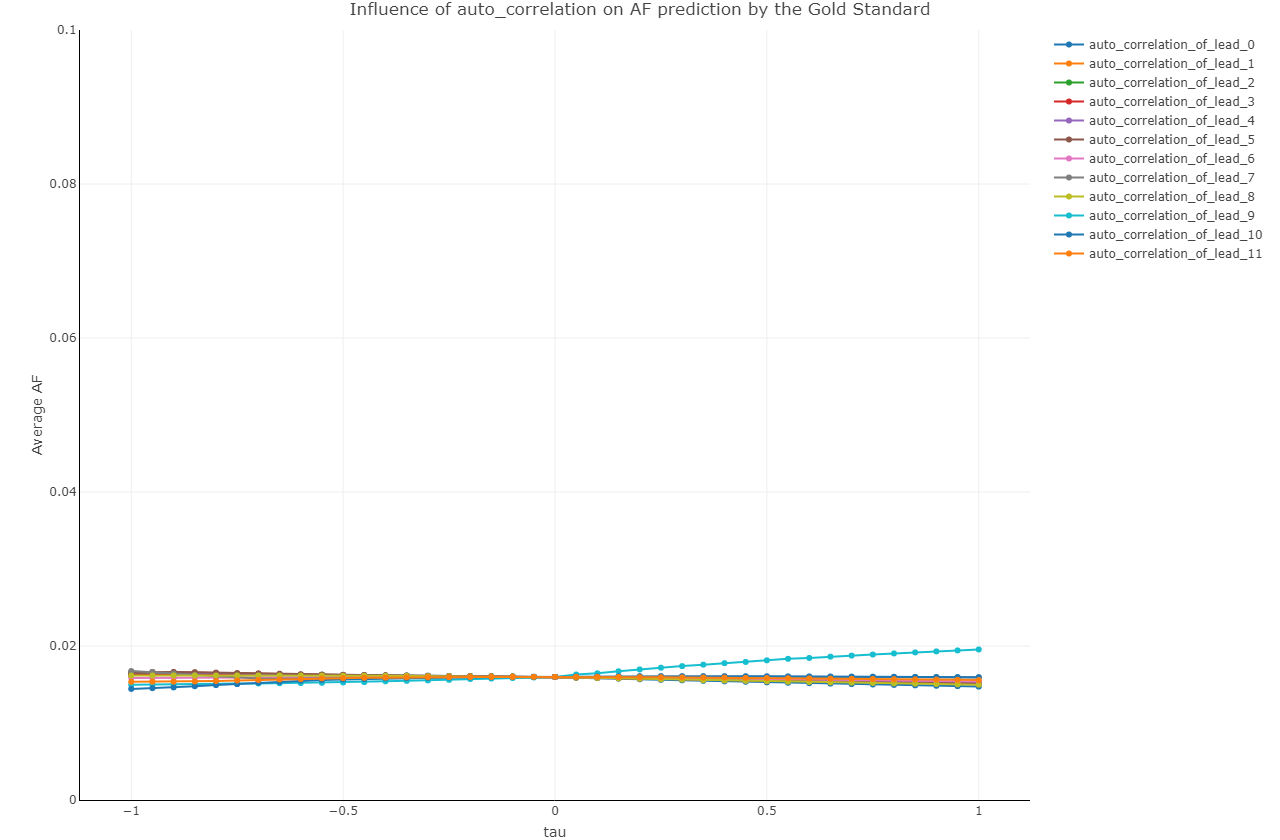 Influence of auto_correlation on AF prediction by the Gold Standard
0.1
0.08
0.06
0.04
0.02
0
Average AF
−1
−0.5
0
0.5
1
tau
auto_correlation_of_lead_0
auto_correlation_of_lead_1
auto_correlation_of_lead_2
auto_correlation_of_lead_3
auto_correlation_of_lead_4
auto_correlation_of_lead_5
auto_correlation_of_lead_6
auto_correlation_of_lead_7
auto_correlation_of_lead_8
auto_correlation_of_lead_9
auto_correlation_of_lead_10
auto_correlation_of_lead_11